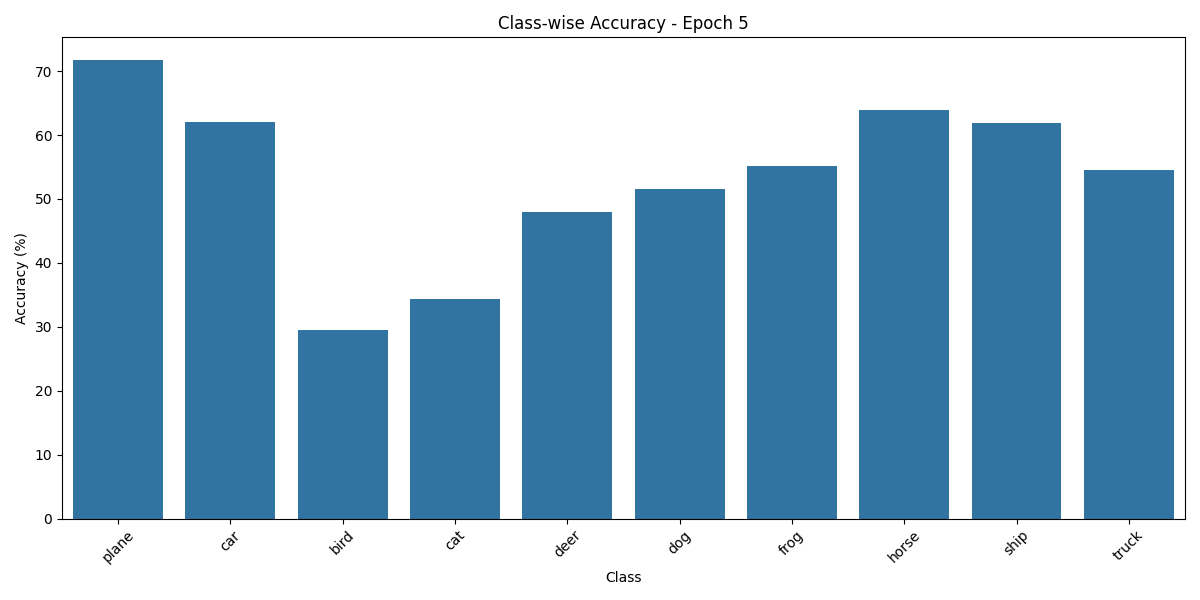 Class-wise Accuracy - Epoch 5
Accuracy (%)
70
60
50
40
30
20
10
0
plane
car
bird
cat
deer
dog
frog
horse
ship
truck
Class